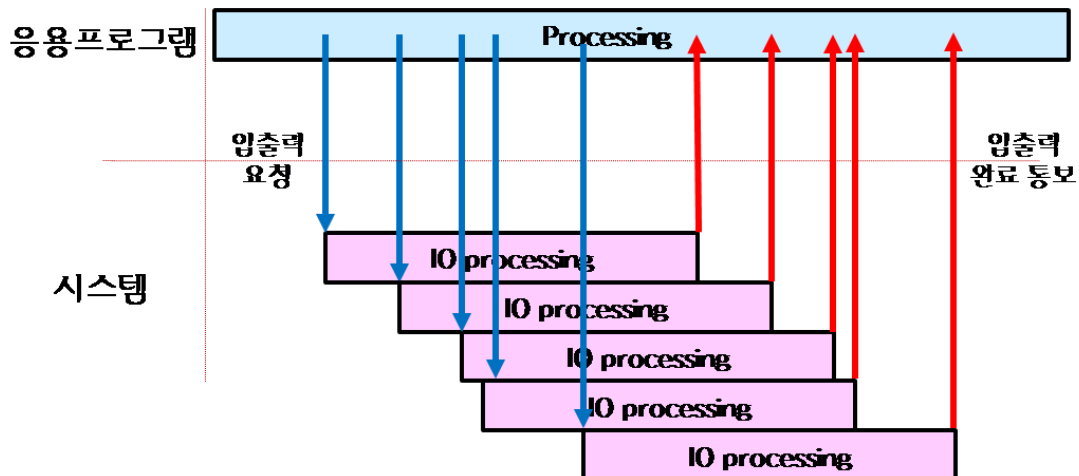 응용프로그램
Processing
입출력
요청
입출력
완료 통보
시스템
IO processing
IO processing
IO processing
IO processing
IO processing